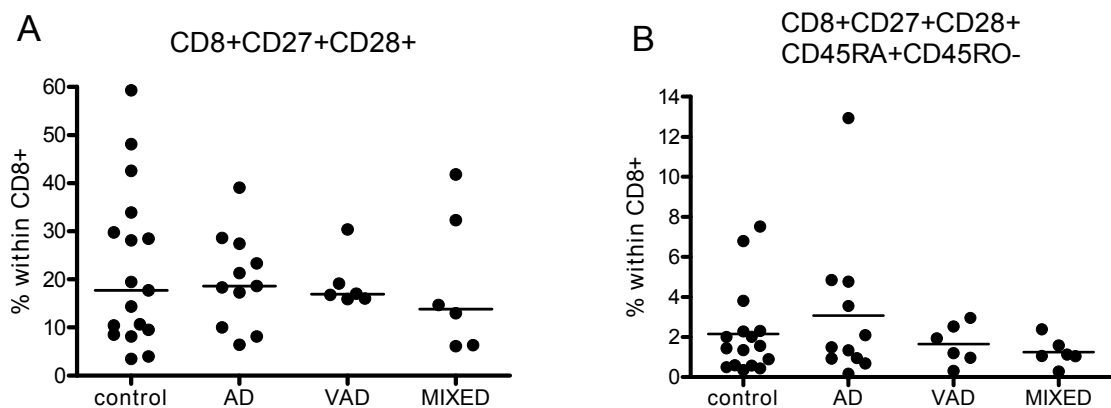 A
CD8+CD27+CD28+
% within CD8+
60
50
40
30
20
10
0
control AD VAD MIXED
B
CD8+CD27+CD28+
CD45RA+CD45RO-
% within CD8+
14
12
10
8
6
4
2
0
control AD VAD MIXED